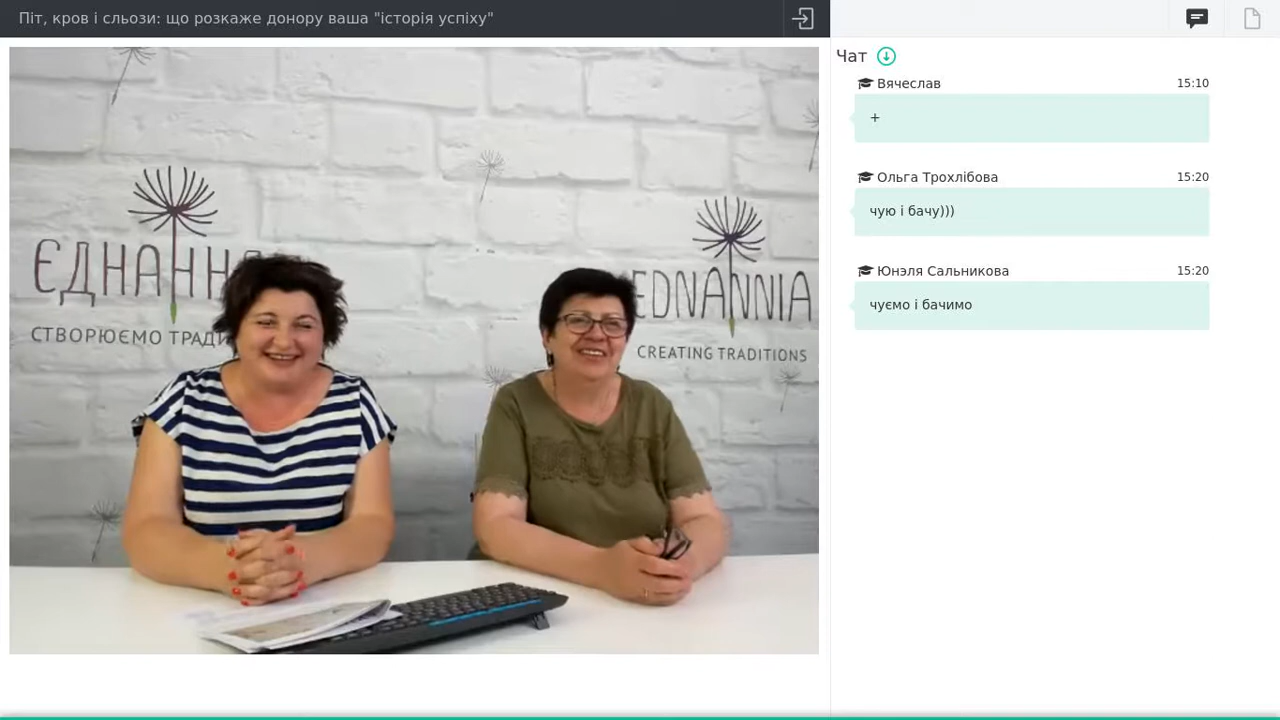 Піт, кров і сльози: що розкаже донору ваша "історія успіху"
ЄДНАНН
СТВОРЮЄМО ТРАДИ
EDNANNIA
CREATING TRADITIONS
Чат
Вячеслав 15:10
+
Ольга Трохлібова 15:20
чую і бачу)))
Юнэля Сальникова 15:20
чуємо і бачимо